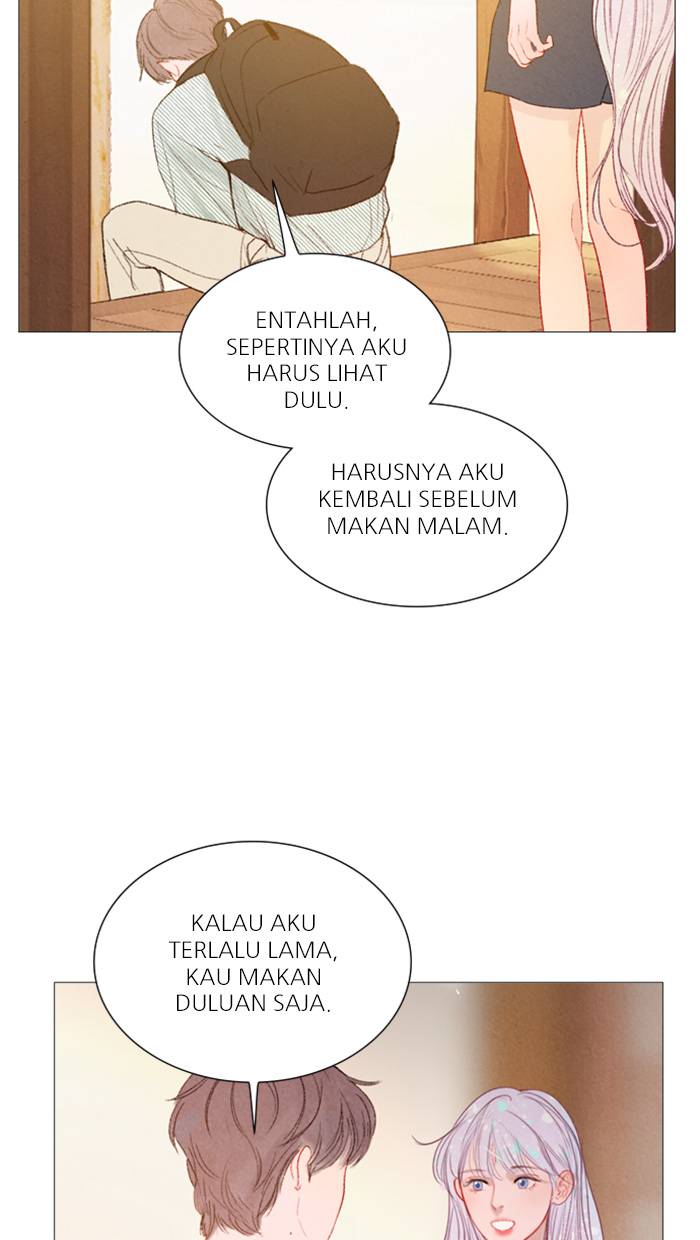 ENTAHLAH,
SEPERTINYA AKU
HARUS LIHAT
DULU.
HARUSNYA AKU
KEMBALI SEBELUM
MAKAN MALAM.
KALAU AKU
TERLALU LAMA,
KAU MAKAN
DULUAN SAJA.